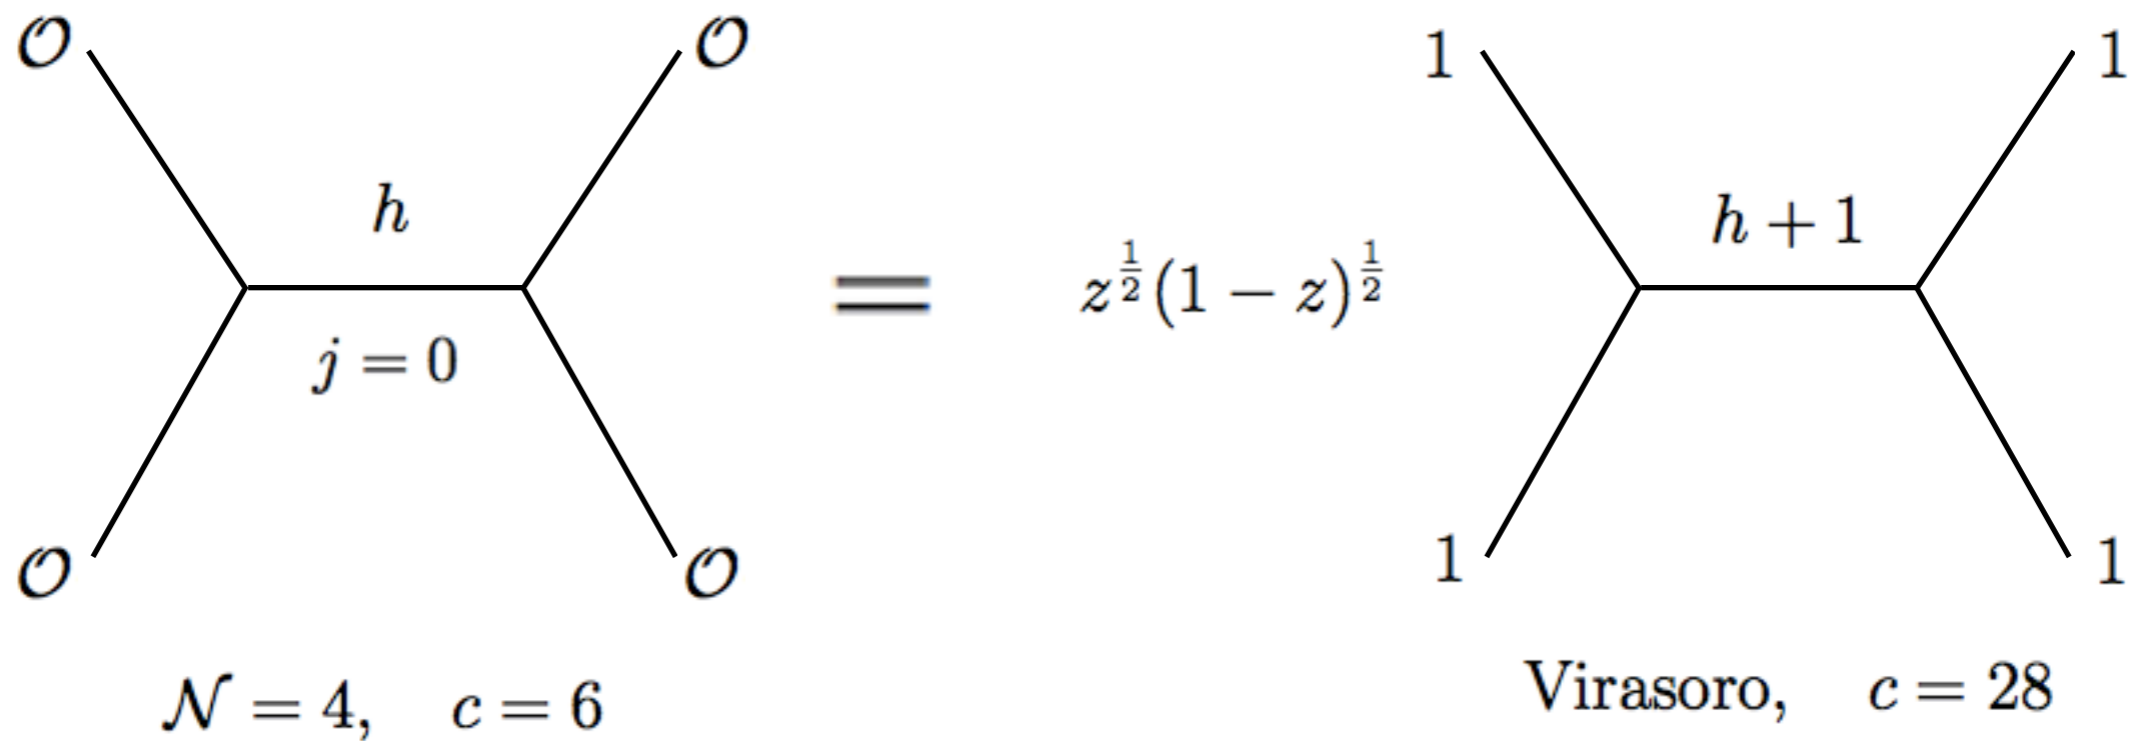 𝒪 𝒪 1 1
h h + 1
= z^{1/2}(1 − z)^{1/2}
j = 0
𝒪 𝒪 1 1
𝒩 = 4, c = 6 Virasoro, c = 28